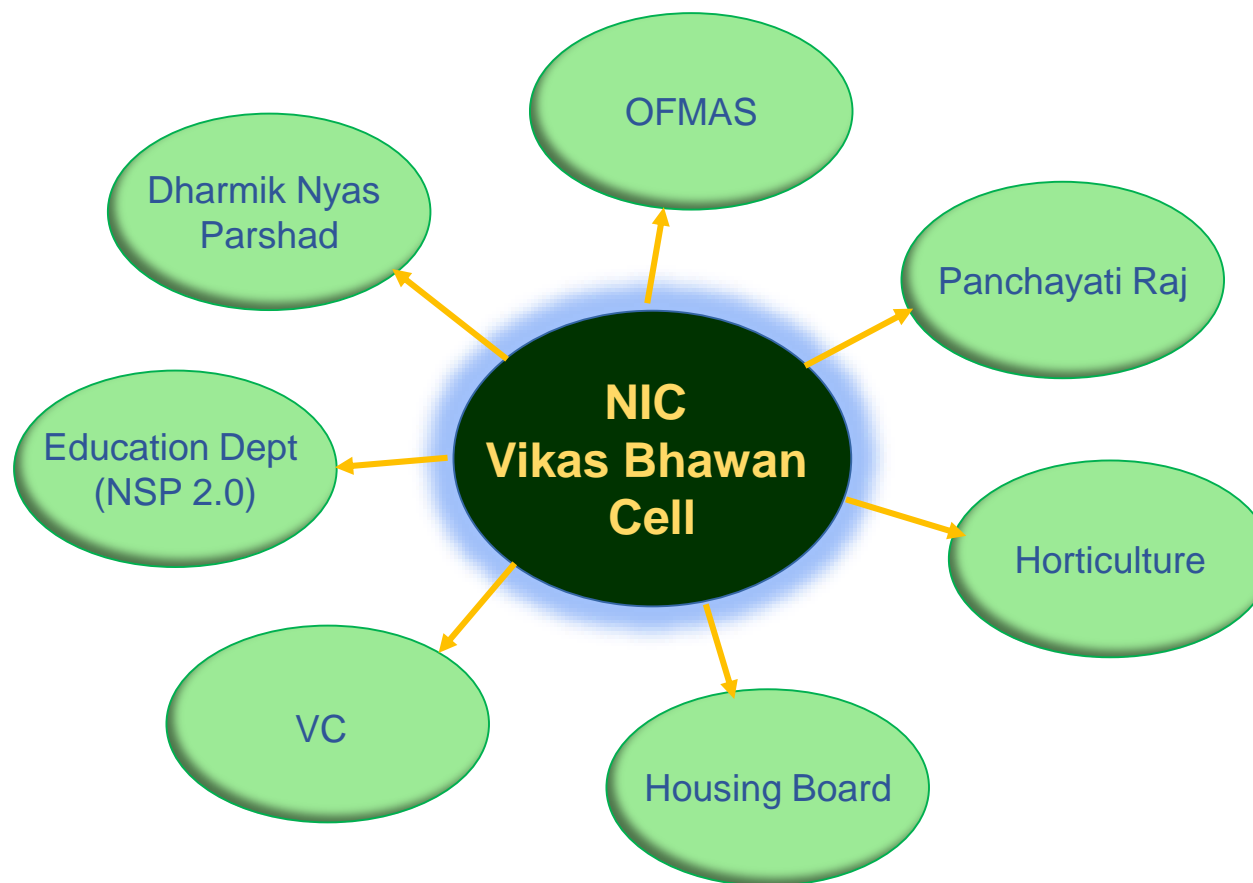 OFMAS
Dharmik Nyas
Parshad
Panchayati Raj
NIC
Vikas Bhawan
Cell
Education Dept
(NSP 2.0)
Horticulture
VC
Housing Board